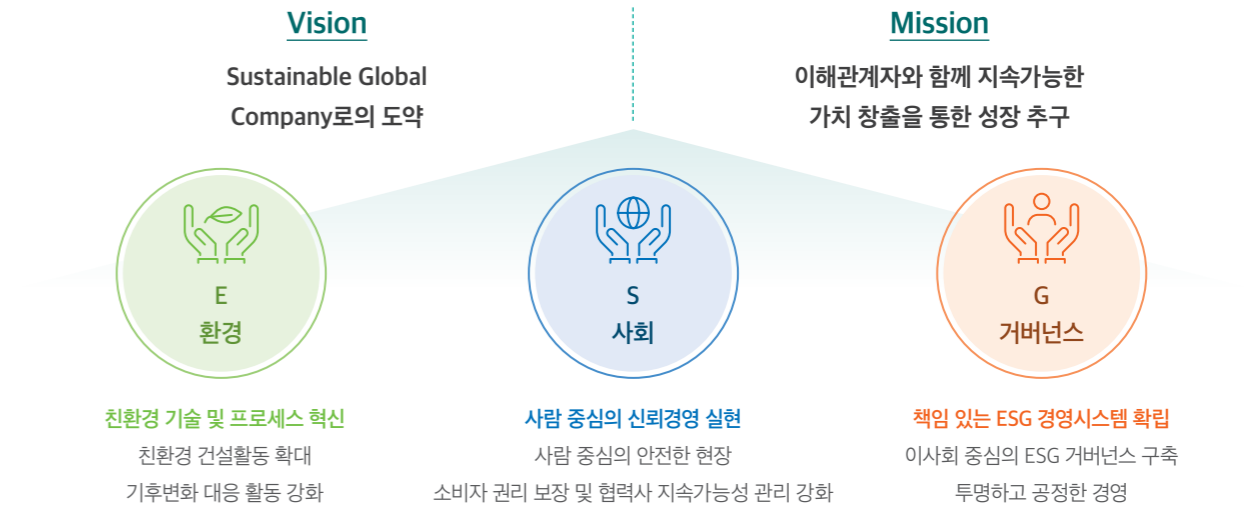 Vision
Sustainable Global
Company로의 도약
Mission
이해관계자와 함께 지속가능한
가치 창출을 통한 성장 추구
E
환경
친환경 기술 및 프로세스 혁신
친환경 건설활동 확대
기후변화 대응 활동 강화
S
사회
사람 중심의 신뢰경영 실현
사람 중심의 안전한 현장
소비자 권리 보장 및 협력사 지속가능성 관리 강화
G
거버넌스
책임 있는 ESG 경영시스템 확립
이사회 중심의 ESG 거버넌스 구축
투명하고 공정한 경영